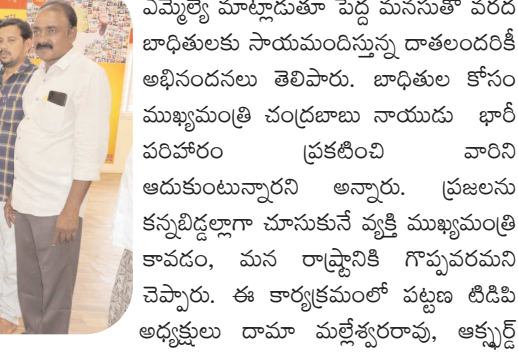 ఎమ్మెల్యే మాట్లాడుతూ పెద్ద మనసుతో వరద
బాధితులకు సాయమందిస్తున్న దాతలందరికీ
అభినందనలు తెలిపారు. బాధితుల కోసం
ముఖ్యమంత్రి చంద్రబాబు నాయుడు భారీ
పరిహారం ప్రకటించి వారిని
ఆదుకుంటున్నారని అన్నారు. ప్రజలను
కన్నబిడ్డల్లాగా చూసుకునే వ్యక్తి ముఖ్యమంత్రి
కావడం, మన రాష్ట్రానికి గొప్పవరమని
చెప్పారు. ఈ కార్యక్రమంలో పట్టణ టిడిపి
అధ్యక్షులు దామా మల్లేశ్వరరావు, ఆక్స్ఫర్డ్